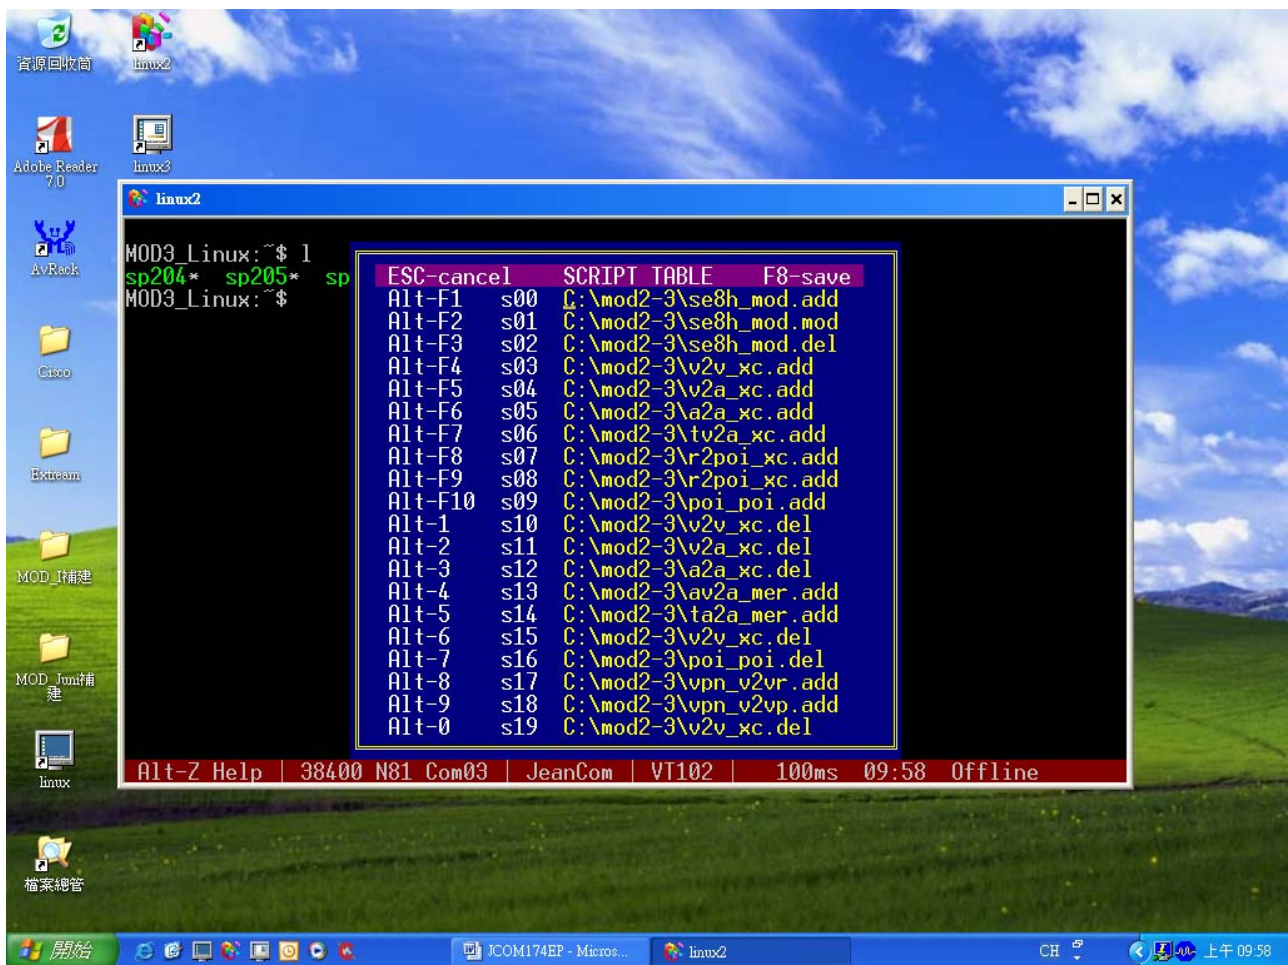 資源回收筒
linux2
Adobe Reader
7.0
linux3
AvRack
Cisco
Extream
MOD_I補建
MOD_Juni補
建
linux
檔案總管
linux2
MOD3_Linux:~$ l
sp204* sp205* sp
MOD3_Linux:~$
ESC-cancel SCRIPT TABLE F8-save
Alt-F1 s00 C:\mod2-3\se8h_mod.add
Alt-F2 s01 C:\mod2-3\se8h_mod.mod
Alt-F3 s02 C:\mod2-3\se8h_mod.del
Alt-F4 s03 C:\mod2-3\v2v_xc.add
Alt-F5 s04 C:\mod2-3\v2a_xc.add
Alt-F6 s05 C:\mod2-3\a2a_xc.add
Alt-F7 s06 C:\mod2-3\tv2a_xc.add
Alt-F8 s07 C:\mod2-3\r2poi_xc.add
Alt-F9 s08 C:\mod2-3\r2poi_xc.add
Alt-F10 s09 C:\mod2-3\poi_poi.add
Alt-1 s10 C:\mod2-3\v2v_xc.del
Alt-2 s11 C:\mod2-3\v2a_xc.del
Alt-3 s12 C:\mod2-3\a2a_xc.del
Alt-4 s13 C:\mod2-3\av2a_mer.add
Alt-5 s14 C:\mod2-3\ta2a_mer.add
Alt-6 s15 C:\mod2-3\v2v_xc.del
Alt-7 s16 C:\mod2-3\poi_poi.del
Alt-8 s17 C:\mod2-3\vpn_v2vr.add
Alt-9 s18 C:\mod2-3\vpn_v2vp.add
Alt-0 s19 C:\mod2-3\v2v_xc.del
Alt-Z Help | 38400 N81 Com03 | JeanCom | VT102 | 100ms 09:58 Offline
開始
JCOM174EP - Micros...
linux2
CH
上午 09:58